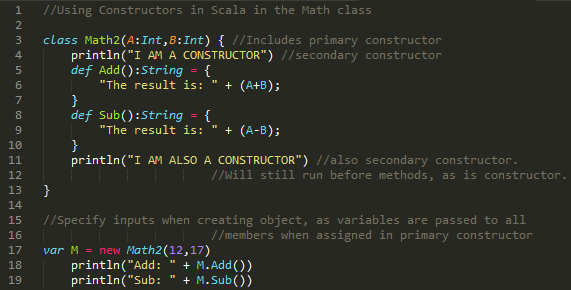 1 //Using Constructors in Scala in the Math class
2
3 class Math2(A:Int,B:Int) { //Includes primary constructor
4 println("I AM A CONSTRUCTOR") //secondary constructor
5 def Add():String = {
6 "The result is: " + (A+B);
7 }
8 def Sub():String = {
9 "The result is: " + (A-B);
10 }
11 println("I AM ALSO A CONSTRUCTOR") //also secondary constructor.
12 //Will still run before methods, as is constructor.
13 }
14
15 //Specify inputs when creating object, as variables are passed to all
16 //members when assigned in primary constructor
17 var M = new Math2(12,17)
18 println("Add: " + M.Add())
19 println("Sub: " + M.Sub())